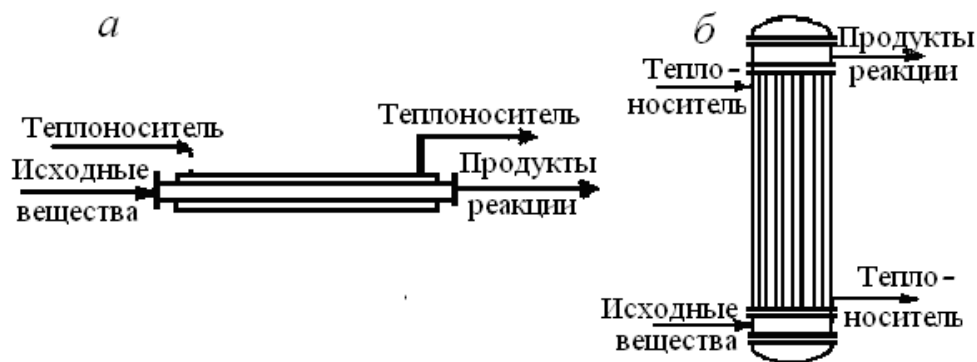 а
Теплоноситель
Исходные
вещества
Теплоноситель
Продукты
реакции
б
Тепло-
носитель
Продукты
реакции
Исходные
вещества
Тепло-
носитель